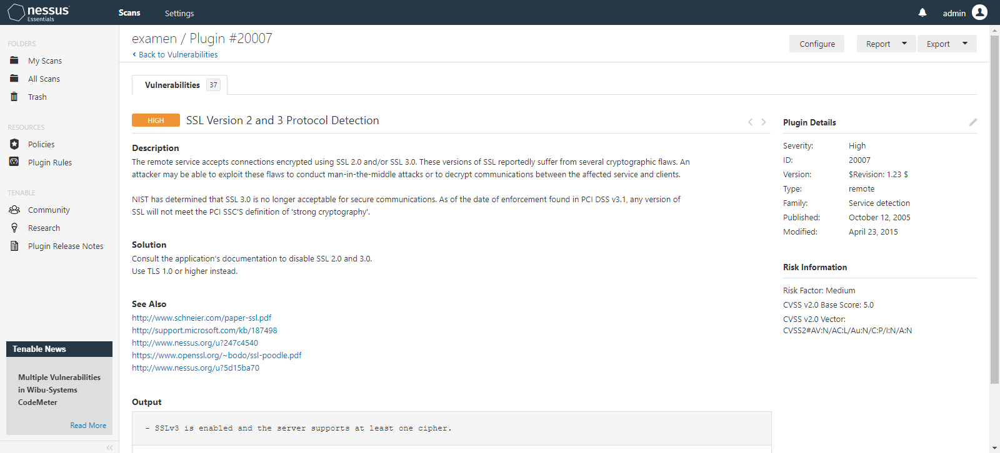 nessus
Essentials
Scans
Settings
admin
FOLDERS
My Scans
All Scans
Trash
RESOURCES
Policies
Plugin Rules
TENABLE
Community
Research
Plugin Release Notes
Tenable News
Multiple Vulnerabilities
in Wibu-Systems
CodeMeter
Read More
examen / Plugin #20007
Back to Vulnerabilities
Configure
Report
Export
Vulnerabilities 37
HIGH SSL Version 2 and 3 Protocol Detection
Description
The remote service accepts connections encrypted using SSL 2.0 and/or SSL 3.0. These versions of SSL reportedly suffer from several cryptographic flaws. An
attacker may be able to exploit these flaws to conduct man-in-the-middle attacks or to decrypt communications between the affected service and clients.
NIST has determined that SSL 3.0 is no longer acceptable for secure communications. As of the date of enforcement found in PCI DSS v3.1, any version of
SSL will not meet the PCI SSC'S definition of 'strong cryptography'.
Solution
Consult the application's documentation to disable SSL 2.0 and 3.0.
Use TLS 1.0 or higher instead.
See Also
http://www.schneier.com/paper-ssl.pdf
http://support.microsoft.com/kb/187498
http://www.nessus.org/u?247c4540
https://www.openssl.org/~bodo/ssl-poodle.pdf
http://www.nessus.org/u?5d15ba70
Output
- SSLv3 is enabled and the server supports at least one cipher.
Plugin Details
Severity: High
ID: 20007
Version: $Revision: 1.23 $
Type: remote
Family: Service detection
Published: October 12, 2005
Modified: April 23, 2015
Risk Information
Risk Factor: Medium
CVSS v2.0 Base Score: 5.0
CVSS v2.0 Vector:
CVSS2#AV:N/AC:L/Au:N/C:P/I:N/A:N